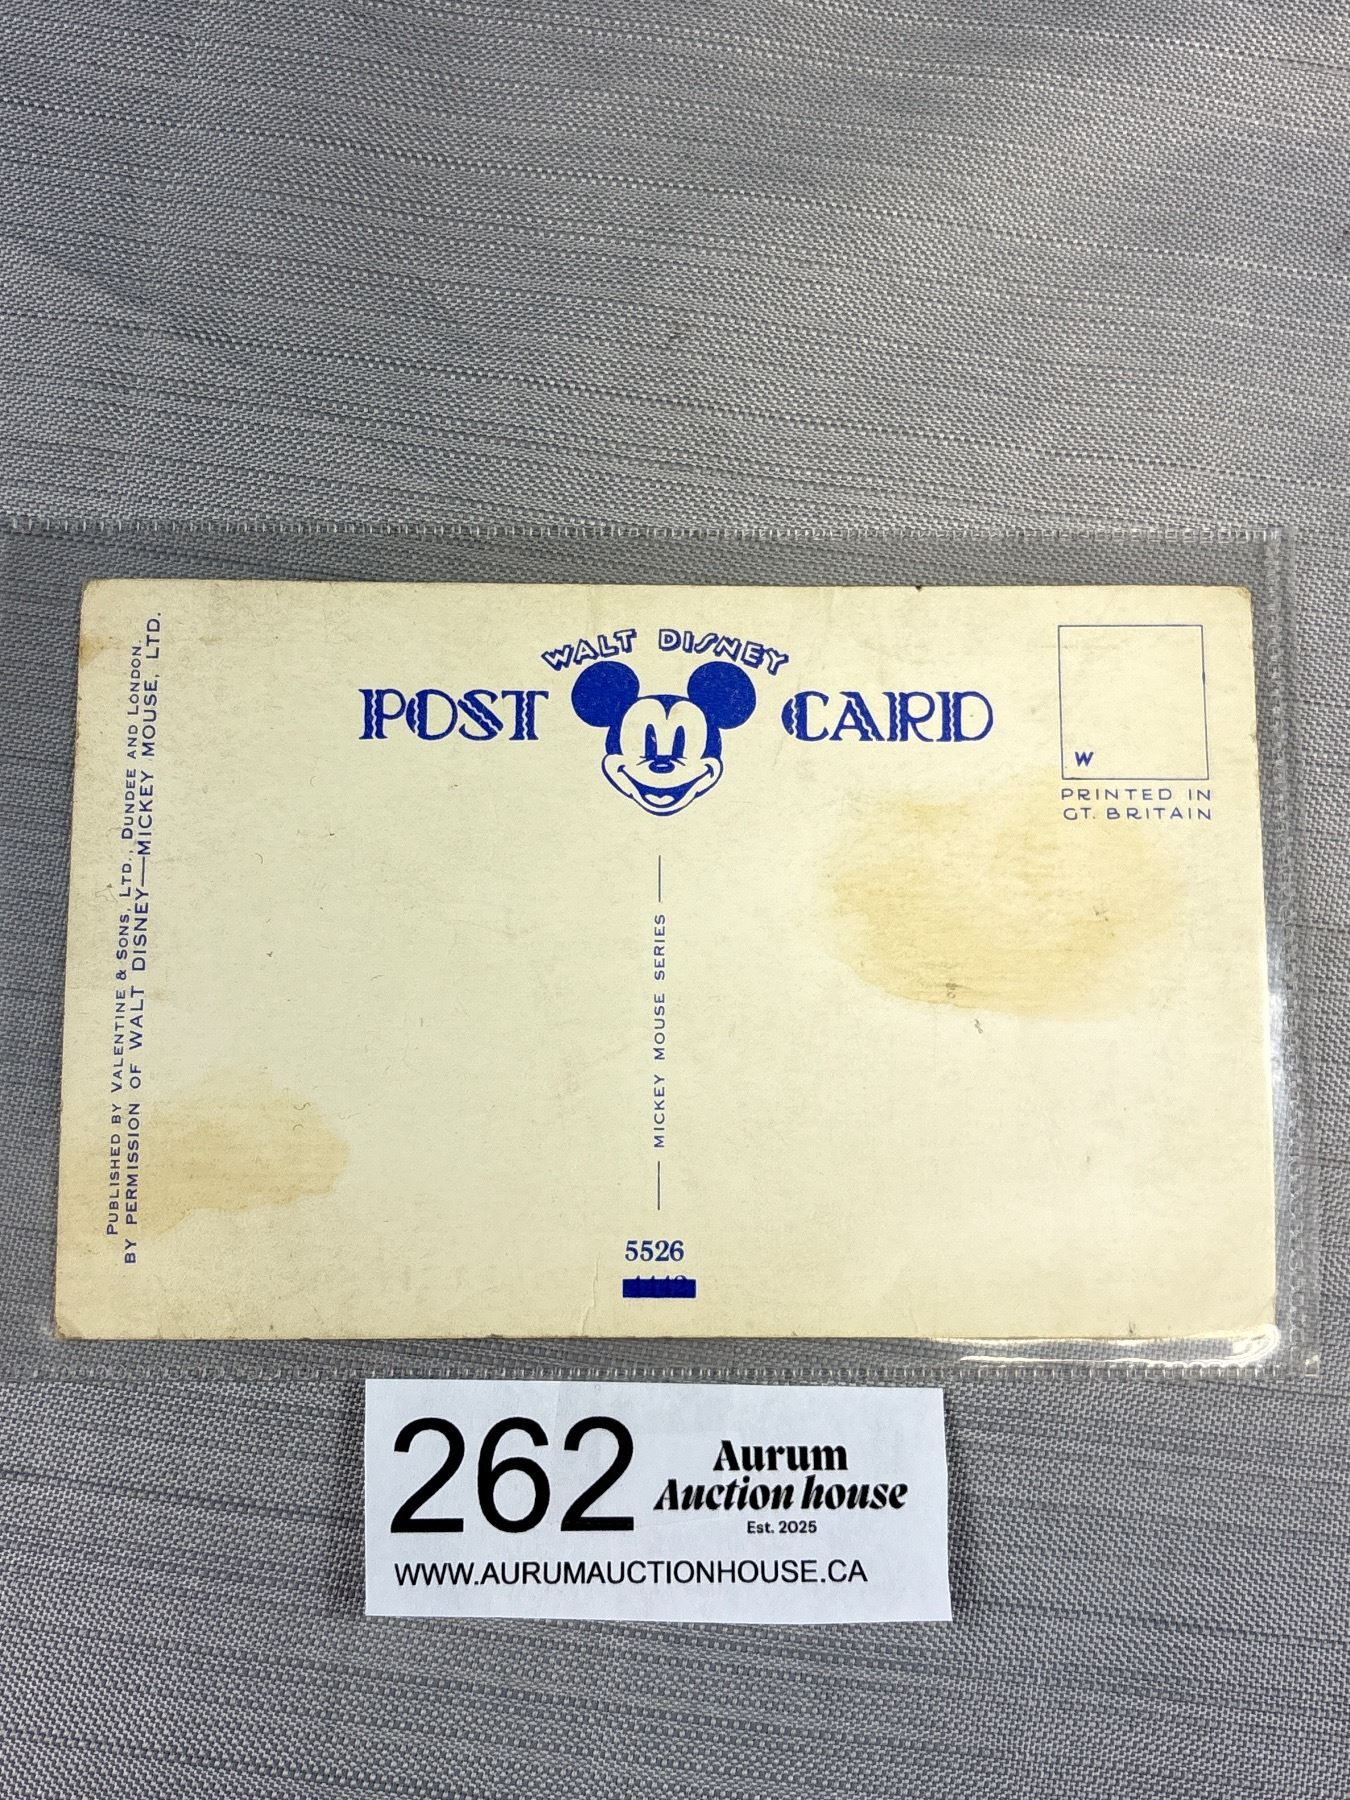 WALT DISNEY
POST CARD
W
PRINTED IN
GT. BRITAIN
PUBLISHED BY VALENTINE & SONS, LTD., DUNDEE AND LONDON.
BY PERMISSION OF WALT DISNEY—MICKEY MOUSE, LTD.
MICKEY MOUSE SERIES
5526
262
Aurum
Auction house
Est. 2025
WWW.AURUMAUCTIONHOUSE.CA